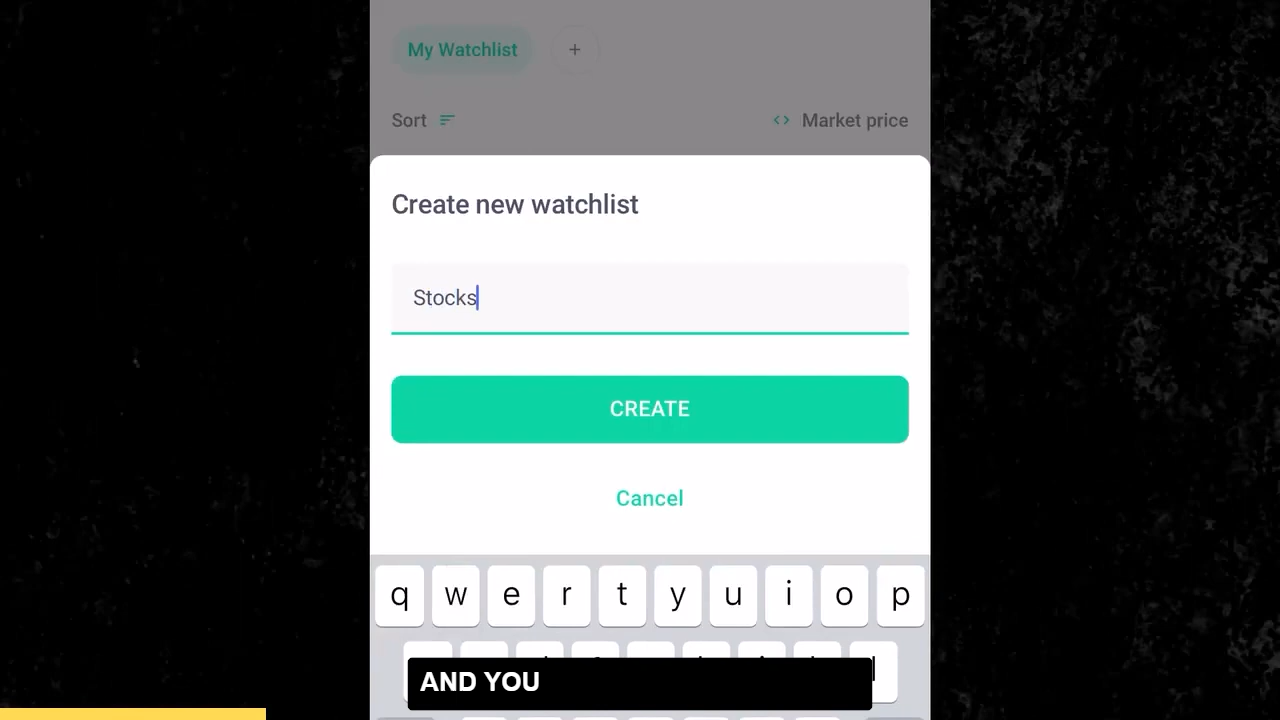 My Watchlist +
Sort <> Market price
Create new watchlist
Stocks
CREATE
Cancel
q w e r t y u i o p
AND YOU